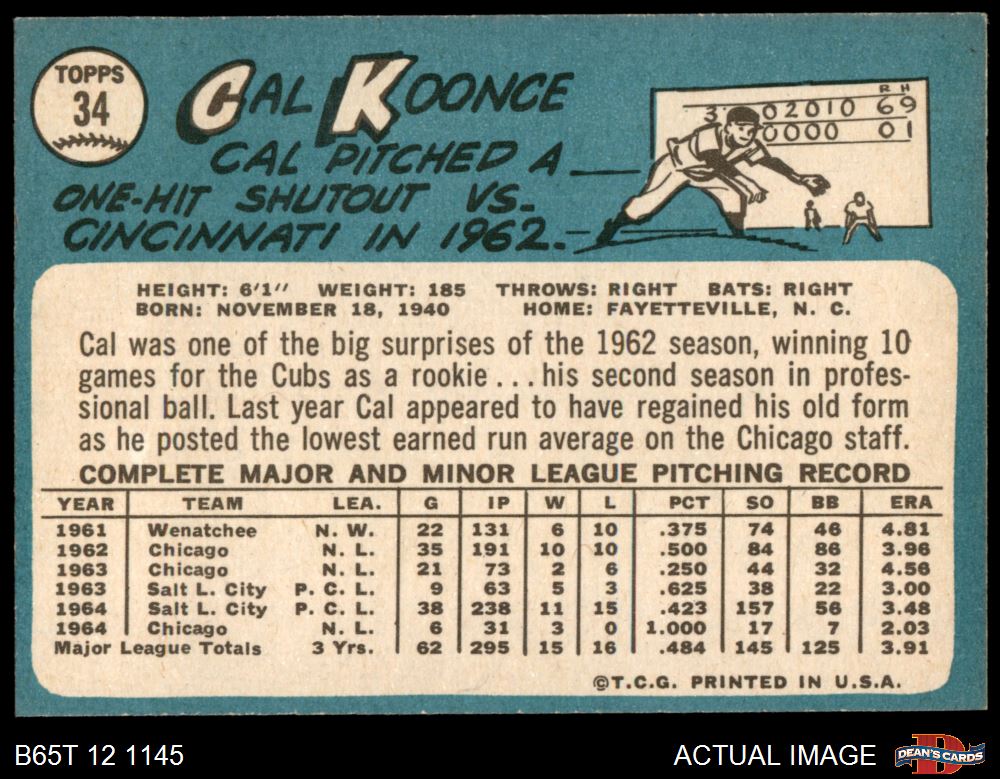 TOPPS
34
CAL KOONCE
CAL PITCHED A
ONE-HIT SHUTOUT VS.
CINCINNATI IN 1962.
R H
3 02010 6 9
0000 0 1
HEIGHT: 6'1" WEIGHT: 185 THROWS: RIGHT BATS: RIGHT
BORN: NOVEMBER 18, 1940 HOME: FAYETTEVILLE, N. C.
Cal was one of the big surprises of the 1962 season, winning 10
games for the Cubs as a rookie...his second season in profes-
sional ball. Last year Cal appeared to have regained his old form
as he posted the lowest earned run average on the Chicago staff.
COMPLETE MAJOR AND MINOR LEAGUE PITCHING RECORD
YEAR TEAM LEA. G IP W L PCT SO BB ERA
1961 Wenatchee N. W. 22 131 6 10 .375 74 46 4.81
1962 Chicago N. L. 35 191 10 10 .500 84 86 3.96
1963 Chicago N. L. 21 73 2 6 .250 44 32 4.56
1963 Salt L. City P. C. L. 9 63 5 3 .625 38 22 3.00
1964 Salt L. City P. C. L. 38 238 11 15 .423 157 56 3.48
1964 Chicago N. L. 6 31 3 0 1.000 17 7 2.03
Major League Totals 3 Yrs. 62 295 15 16 .484 145 125 3.91
©T.C.G. PRINTED IN U.S.A.
B65T 12 1145
ACTUAL IMAGE
DEAN'S CARDS